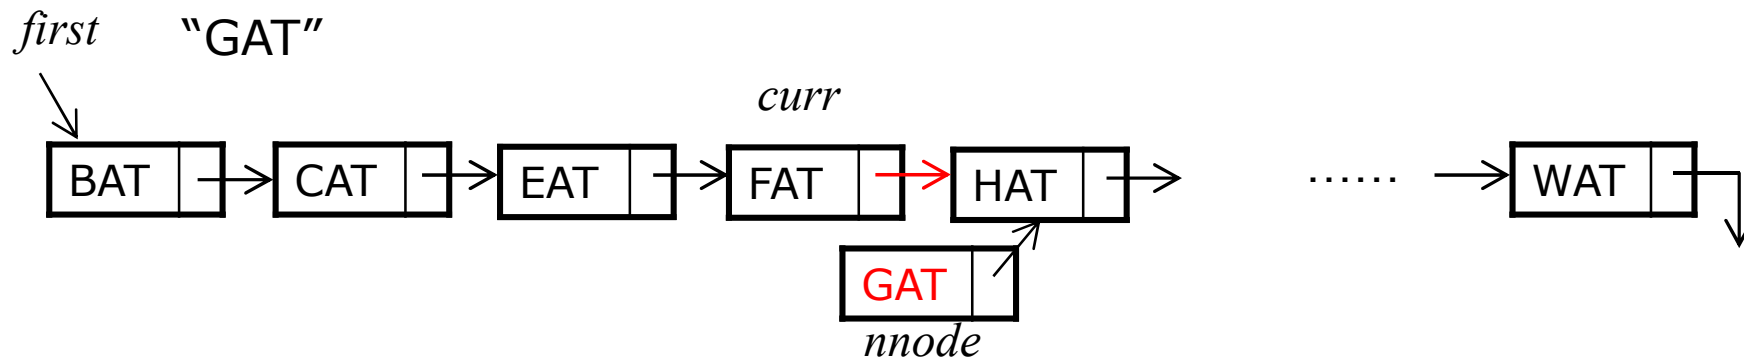 first “GAT”
curr
BAT CAT EAT FAT HAT ...... WAT
GAT
nnode